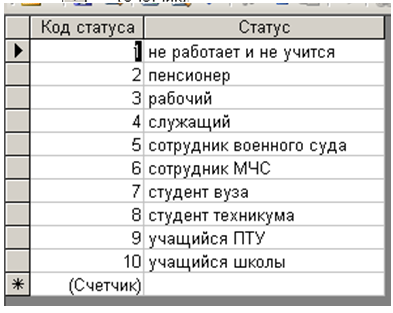 Код статуса Статус
1 не работает и не учится
2 пенсионер
3 рабочий
4 служащий
5 сотрудник военного суда
6 сотрудник МЧС
7 студент вуза
8 студент техникума
9 учащийся ПТУ
10 учащийся школы
(Счетчик)